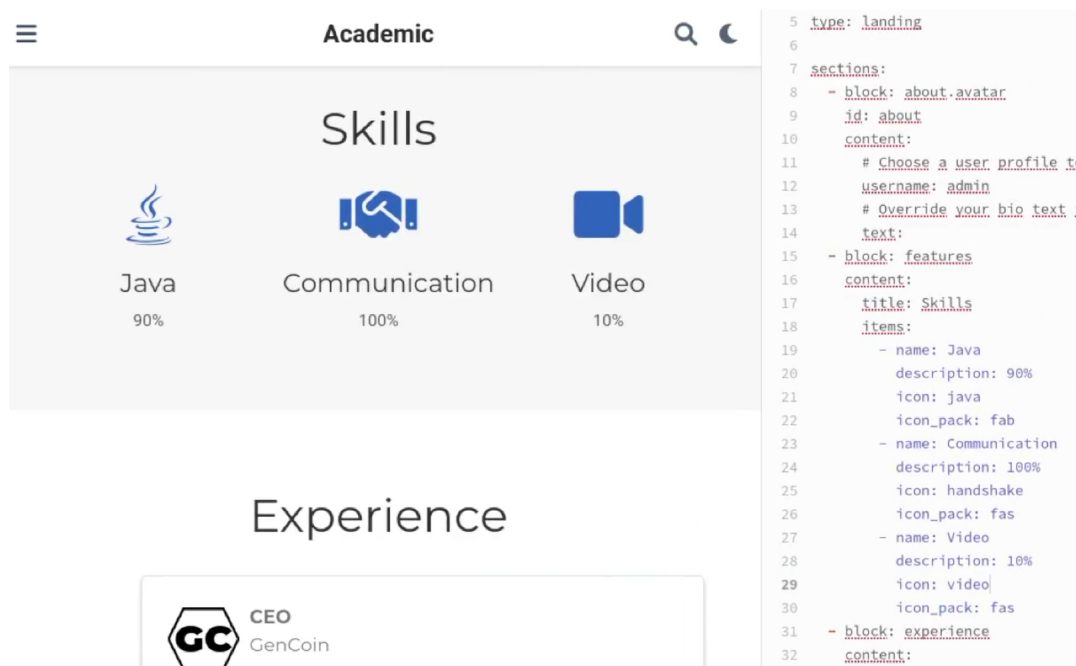 Academic
Skills
Java
Communication
Video
90%
100%
10%
Experience
GC
CEO
GenCoin
5 type: landing
6
7 sections:
8 - block: about.avatar
9 id: about
10 content:
11 # Choose a user profile
12 username: admin
13 # Override your bio text
14 text:
15 - block: features
16 content:
17 title: Skills
18 items:
19 - name: Java
20 description: 90%
21 icon: java
22 icon_pack: fab
23 - name: Communication
24 description: 100%
25 icon: handshake
26 icon_pack: fas
27 - name: Video
28 description: 10%
29 icon: video
30 icon_pack: fas
31 - block: experience
32 content: